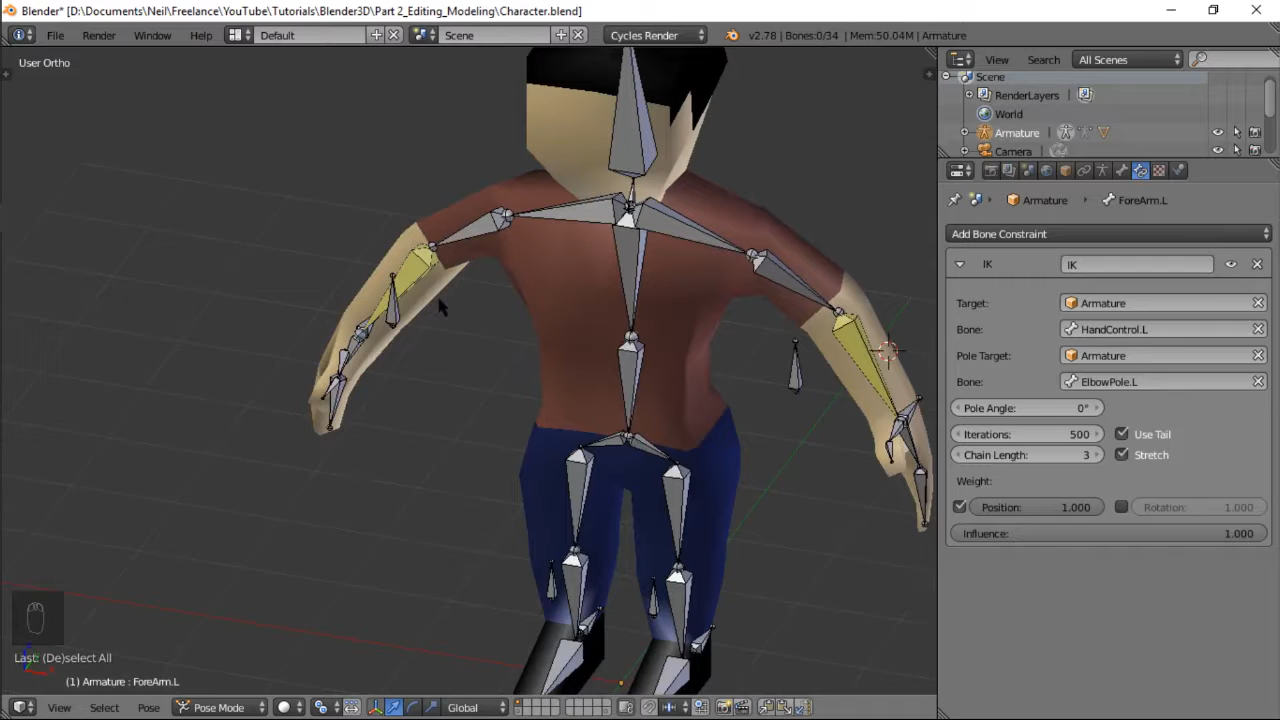 Blender* [D:\Documents\Neil\Freelance\YouTube\Tutorials\Blender3D\Part 2_Editing_Modeling\Character.blend]
File Render Window Help Default Scene Cycles Render v2.78 | Bones:0/34 | Mem:50.04M | Armature
User Ortho
View Search All Scenes
Scene
RenderLayers
World
Armature
Camera
Armature ForeArm.L
Add Bone Constraint
IK IK
Target: Armature
Bone: HandControl.L
Pole Target: Armature
Bone: ElbowPole.L
Pole Angle: 0°
Iterations: 500 Use Tail
Chain Length: 3 Stretch
Weight:
Position: 1.000 Rotation: 1.000
Influence: 1.000
Last: (De)select All
(1) Armature : ForeArm.L
View Select Pose Pose Mode Global